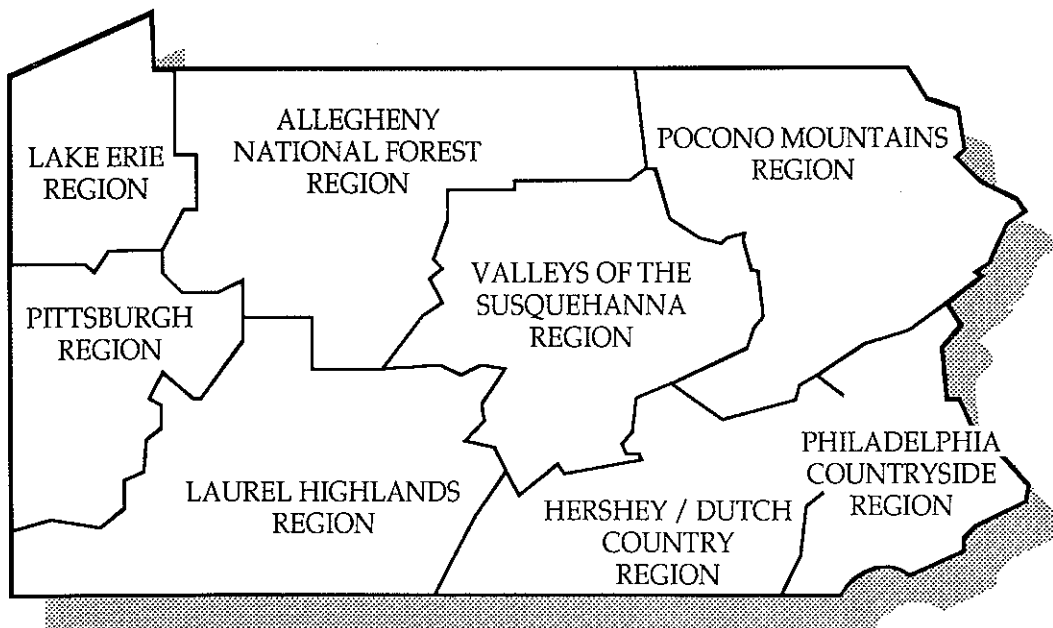 LAKE ERIE
REGION
ALLEGHENY
NATIONAL FOREST
REGION
POCONO MOUNTAINS
REGION
PITTSBURGH
REGION
VALLEYS OF THE
SUSQUEHANNA
REGION
LAUREL HIGHLANDS
REGION
HERSHEY / DUTCH
COUNTRY
REGION
PHILADELPHIA
COUNTRYSIDE
REGION